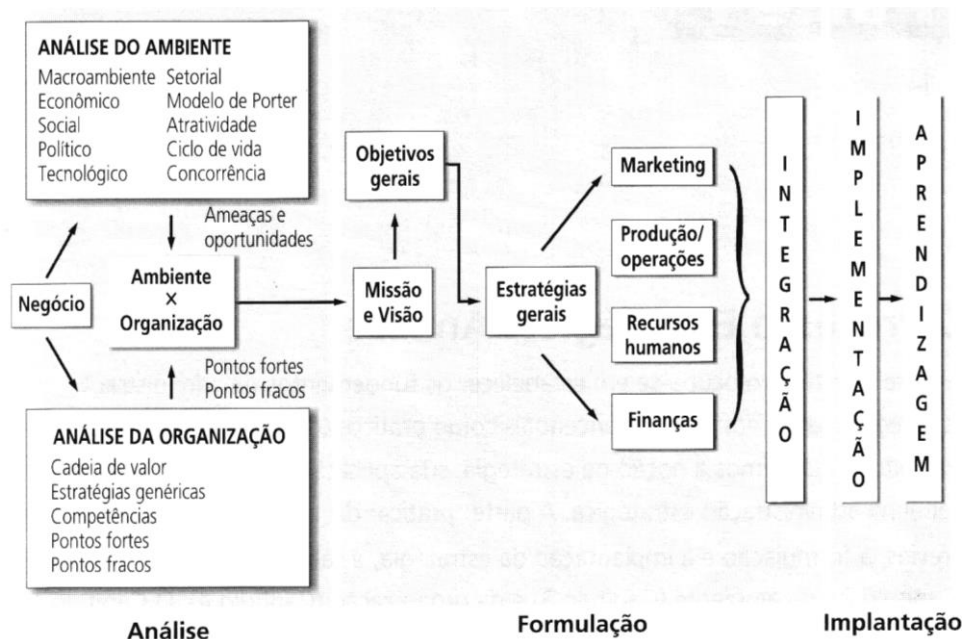 ANÁLISE DO AMBIENTE
Macroambiente Setorial
Econômico Modelo de Porter
Social Atratividade
Político Ciclo de vida
Tecnológico Concorrência
Ameaças e
oportunidades
Negócio
Ambiente
×
Organização
Pontos fortes
Pontos fracos
ANÁLISE DA ORGANIZAÇÃO
Cadeia de valor
Estratégias genéricas
Competências
Pontos fortes
Pontos fracos
Objetivos
gerais
Missão
e Visão
Estratégias
gerais
Marketing
Produção/
operações
Recursos
humanos
Finanças
INTEGRAÇÃO
IMPLEMENTAÇÃO
APRENDIZAGEM
Análise
Formulação
Implantação